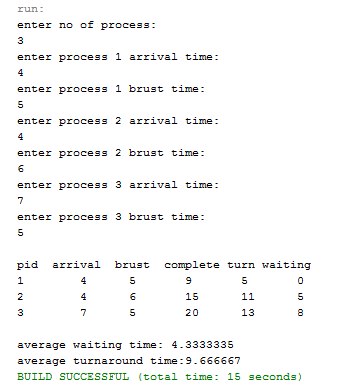 run:
enter no of process:
3
enter process 1 arrival time:
4
enter process 1 brust time:
5
enter process 2 arrival time:
4
enter process 2 brust time:
6
enter process 3 arrival time:
7
enter process 3 brust time:
5
pid arrival brust complete turn waiting
1 4 5 9 5 0
2 4 6 15 11 5
3 7 5 20 13 8
average waiting time: 4.3333335
average turnaround time:9.666667
BUILD SUCCESSFUL (total time: 15 seconds)